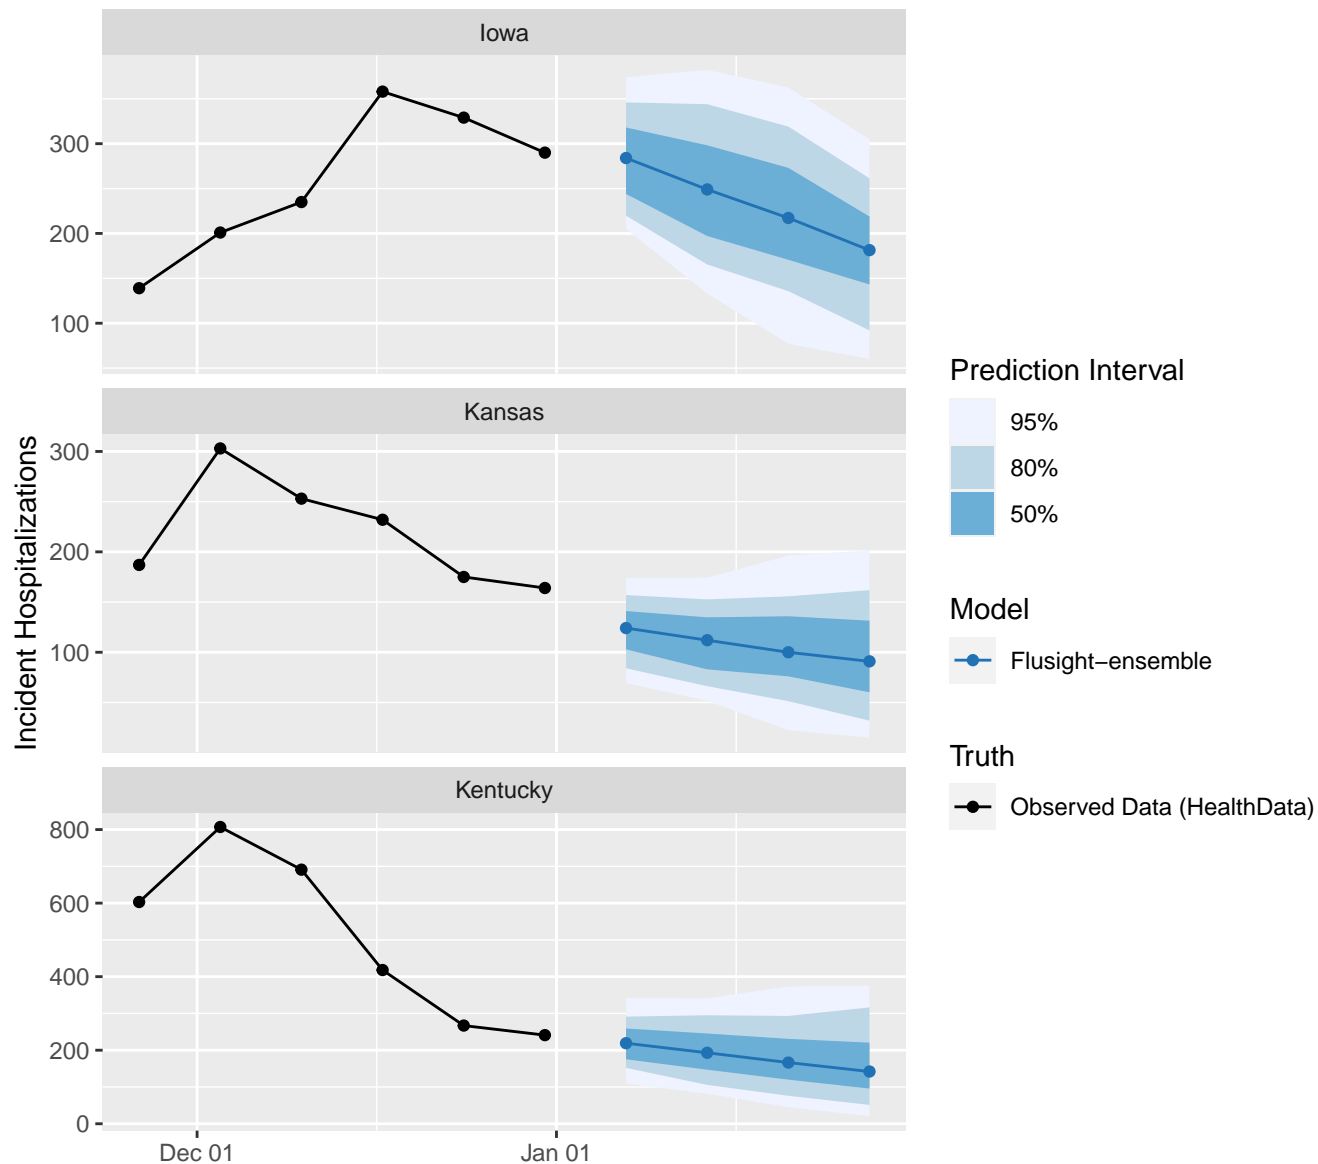 Iowa
300
200
100
Kansas
300
200
100
Kentucky
800
600
400
200
0
Dec 01
Jan 01
Incident Hospitalizations
Prediction Interval
95%
80%
50%
Model
Flusight−ensemble
Truth
Observed Data (HealthData)